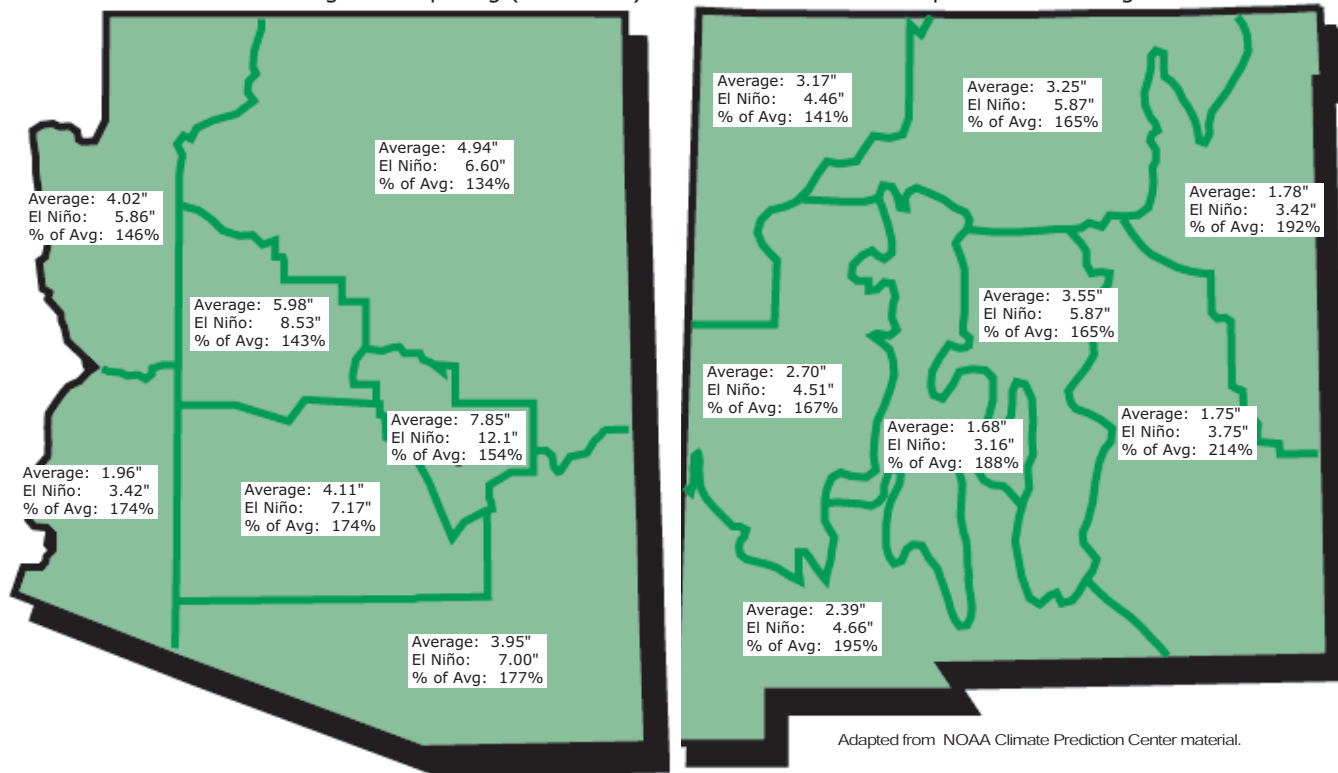 Average: 4.94"
El Niño: 6.60"
% of Avg: 134%
Average: 4.02"
El Niño: 5.86"
% of Avg: 146%
Average: 5.98"
El Niño: 8.53"
% of Avg: 143%
Average: 7.85"
El Niño: 12.1"
% of Avg: 154%
Average: 1.96"
El Niño: 3.42"
% of Avg: 174%
Average: 4.11"
El Niño: 7.17"
% of Avg: 174%
Average: 3.95"
El Niño: 7.00"
% of Avg: 177%
Average: 3.17"
El Niño: 4.46"
% of Avg: 141%
Average: 3.25"
El Niño: 5.87"
% of Avg: 165%
Average: 1.78"
El Niño: 3.42"
% of Avg: 192%
Average: 3.55"
El Niño: 5.87"
% of Avg: 165%
Average: 2.70"
El Niño: 4.51"
% of Avg: 167%
Average: 1.68"
El Niño: 3.16"
% of Avg: 188%
Average: 1.75"
El Niño: 3.75"
% of Avg: 214%
Average: 2.39"
El Niño: 4.66"
% of Avg: 195%
Adapted from NOAA Climate Prediction Center material.